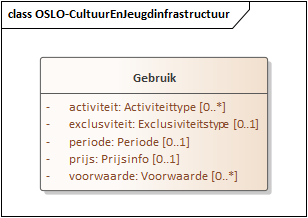 class OSLO-CultuurEnJeugdinfrastructuur
Gebruik
- activiteit: Activiteittype [0..*]
- exclusviteit: Exclusiviteitstype [0..1]
- periode: Periode [0..1]
- prijs: Prijsinfo [0..1]
- voorwaarde: Voorwaarde [0..*]